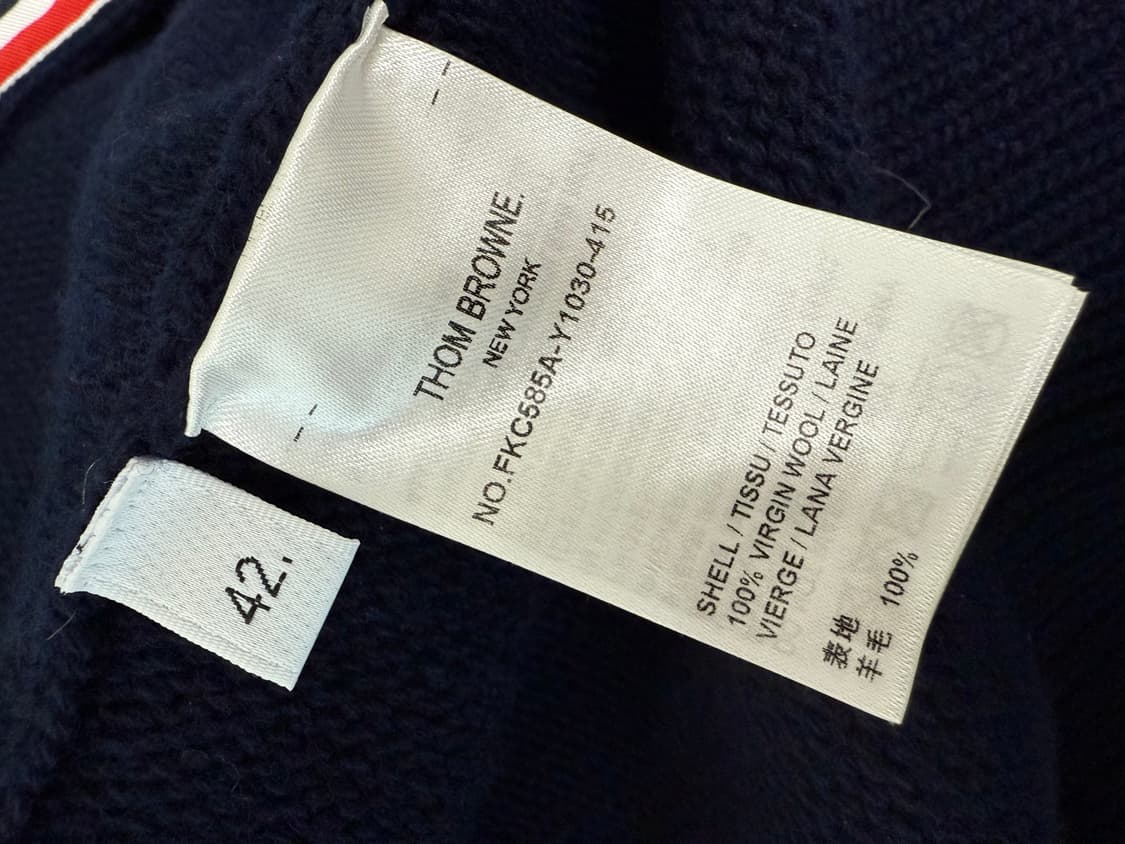 THOM BROWNE.
NEW YORK
NO.FKC585A-Y1030-415
SHELL / TISSU / TESSUTO
100% VIRGIN WOOL / LAINE
VIERGE / LANA VERGINE
表地
羊毛 100%
42.